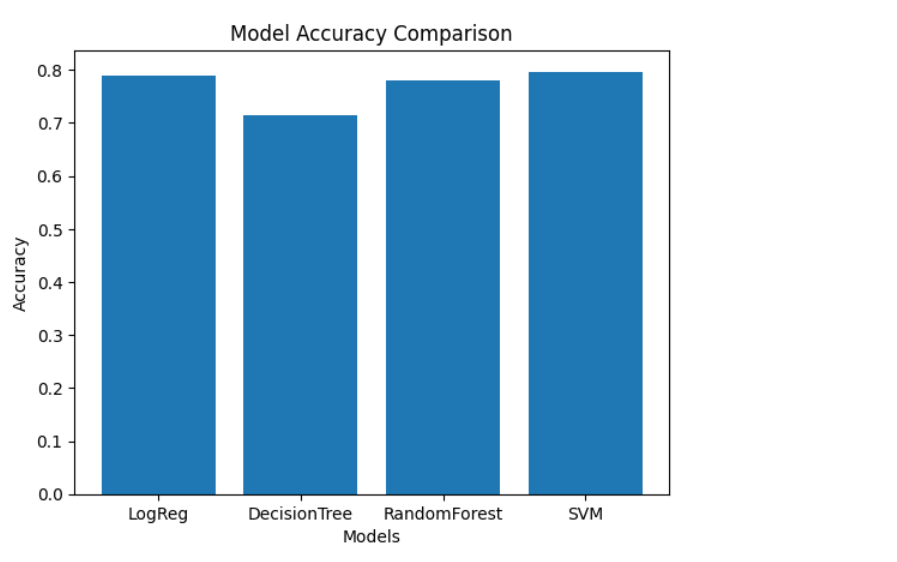 Model Accuracy Comparison
0.8
0.7
0.6
0.5
0.4
0.3
0.2
0.1
0.0
Accuracy
LogReg DecisionTree RandomForest SVM
Models